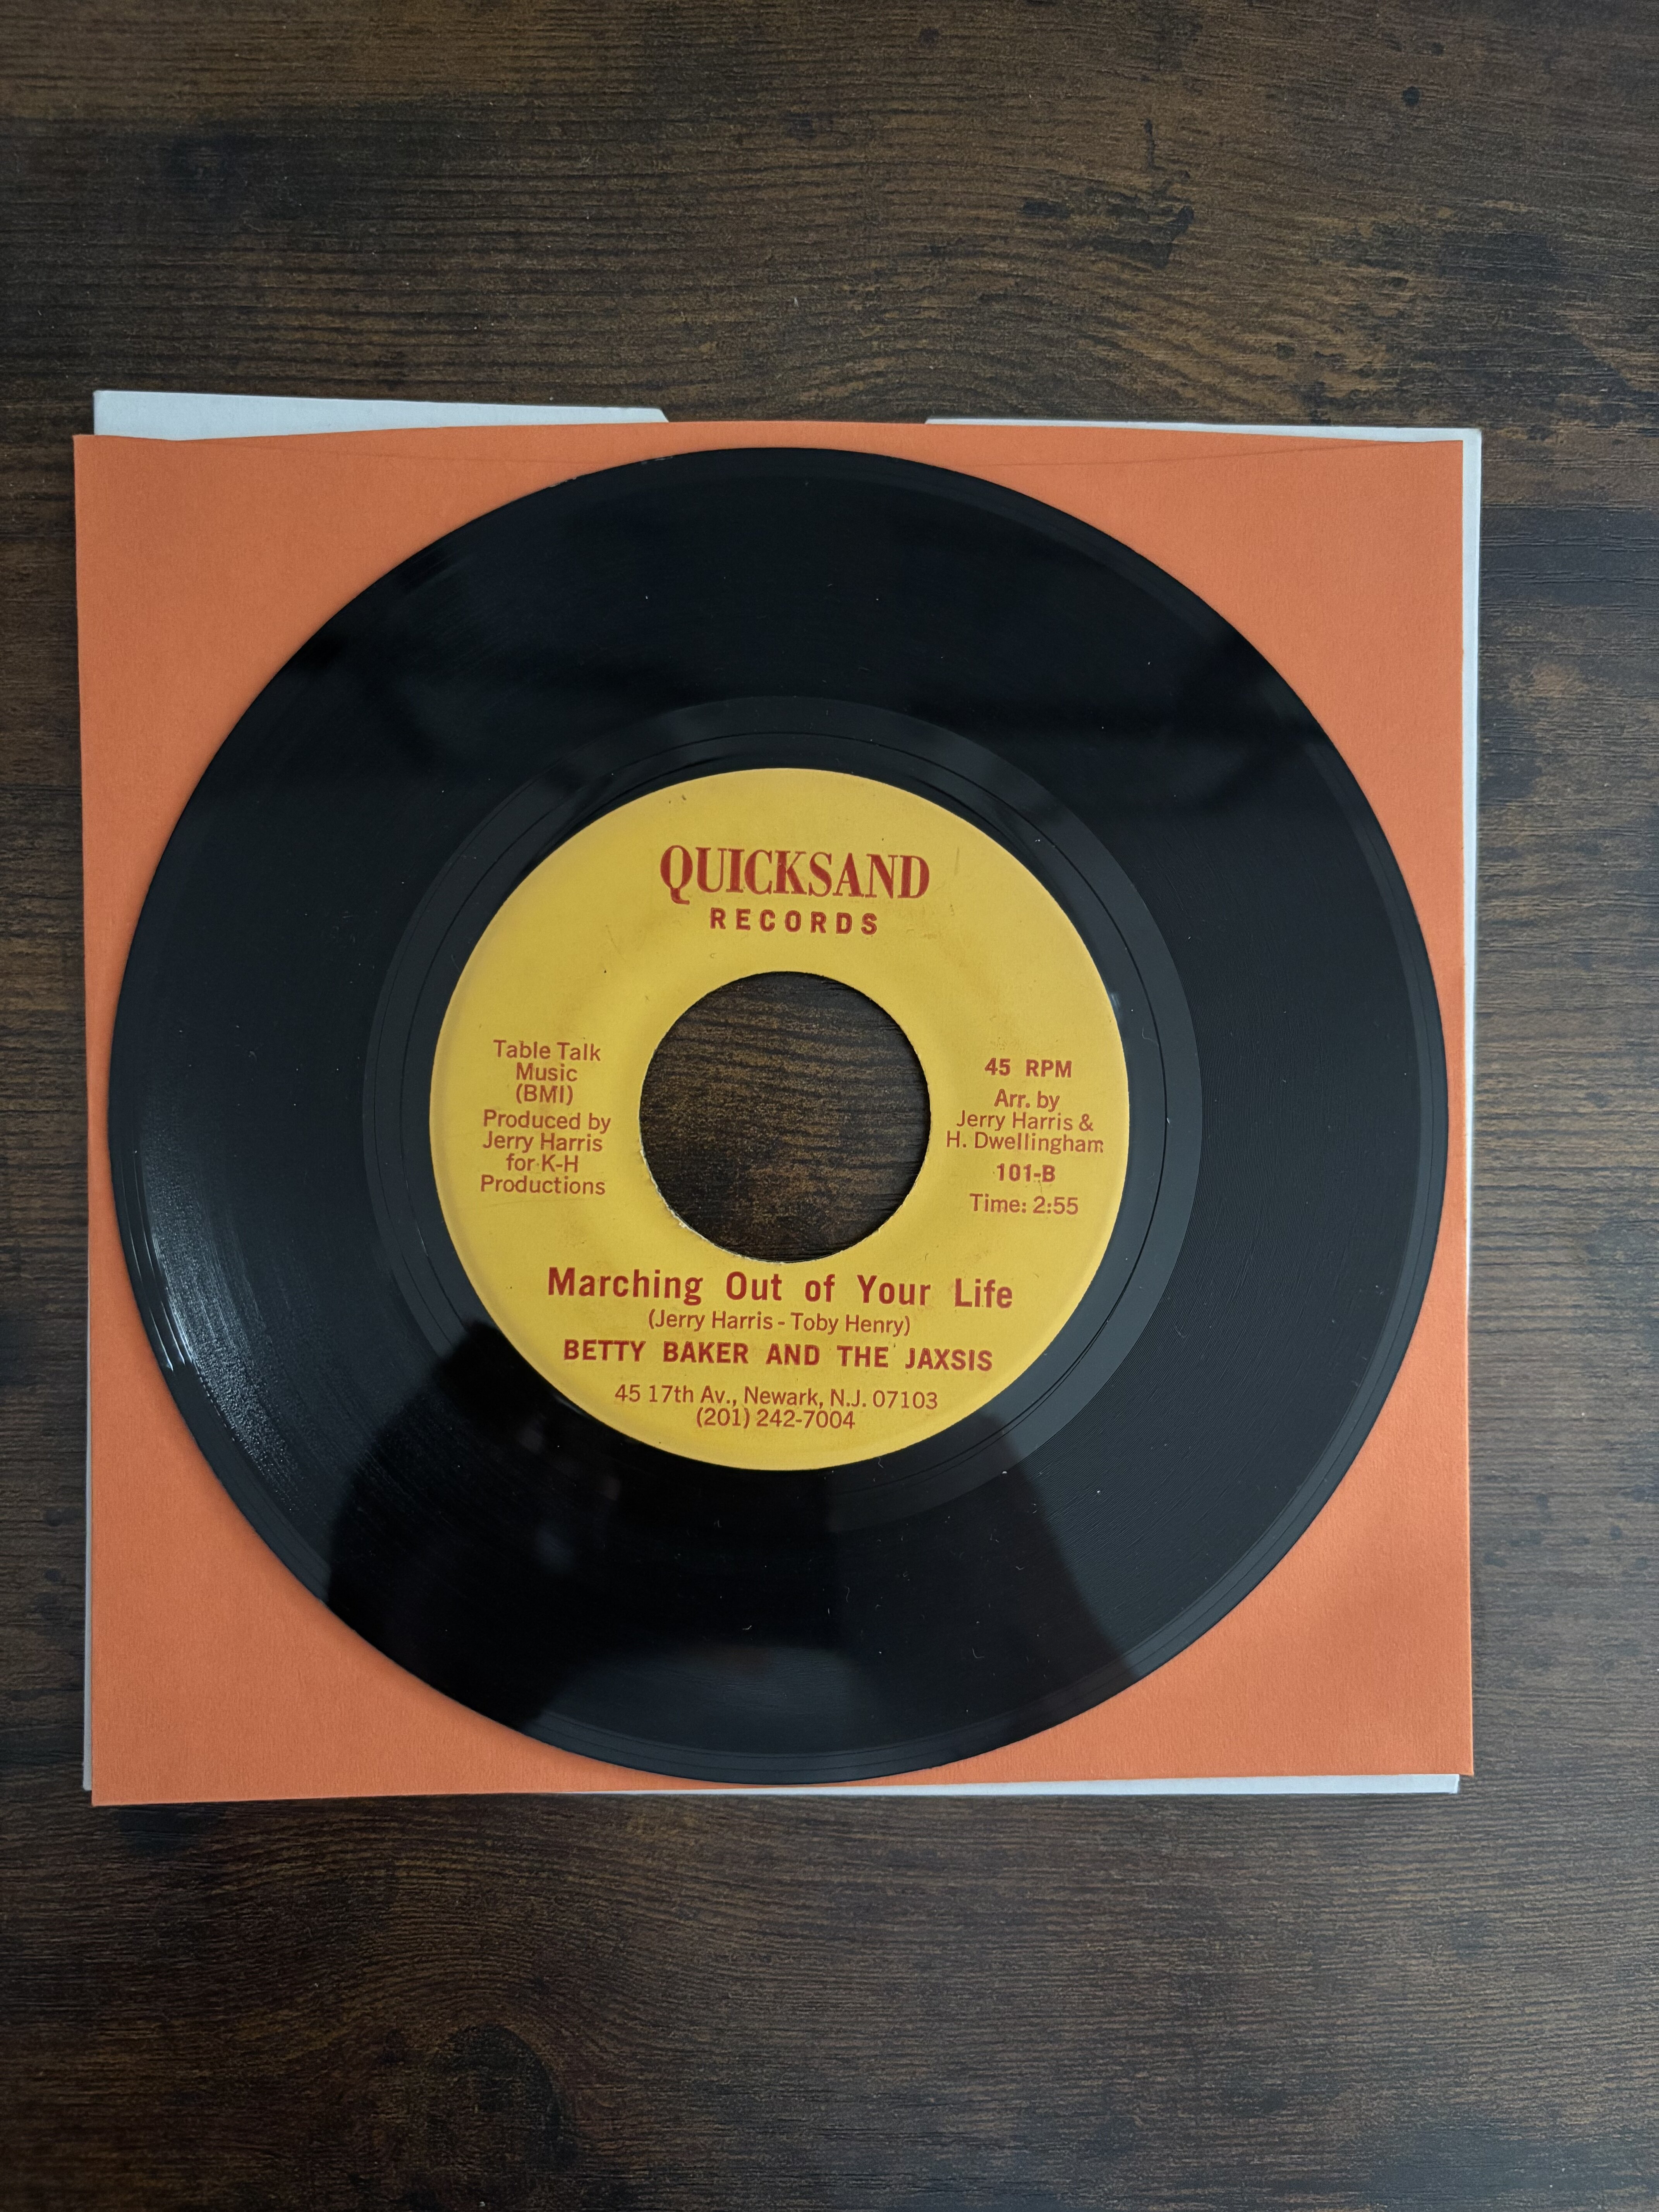 QUICKSAND
RECORDS
Table Talk
Music
(BMI)
Produced by
Jerry Harris
for K-H
Productions
45 RPM
Arr. by
Jerry Harris &
H. Dwellingham
101-B
Time: 2:55
Marching Out of Your Life
(Jerry Harris - Toby Henry)
BETTY BAKER AND THE JAXSIS
45 17th Av., Newark, N.J. 07103
(201) 242-7004